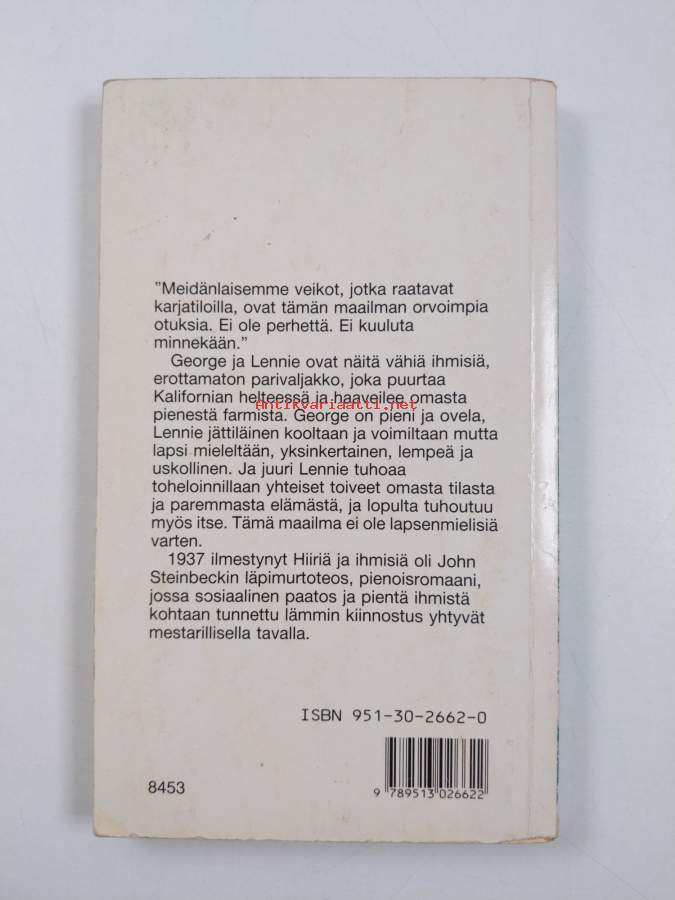 "Meidänlaisemme veikot, jotka raatavat
karjatiloilla, ovat tämän maailman orvoimpia
otuksia. Ei ole perhettä. Ei kuuluta
minnekään."
George ja Lennie ovat näitä vähiä ihmisiä,
erottamaton parivaljakko, joka puurtaa
Kalifornian helteessä ja haaveilee omasta
Antikvariaatti.net
pienestä farmista. George on pieni ja ovela,
Lennie jättiläinen kooltaan ja voimiltaan mutta
lapsi mieleltään, yksinkertainen, lempeä ja
uskollinen. Ja juuri Lennie tuhoaa
toheloinnillaan yhteiset toiveet omasta tilasta
ja paremmasta elämästä, ja lopulta tuhoutuu
myös itse. Tämä maailma ei ole lapsenmielisiä
varten.
1937 ilmestynyt Hiiriä ja ihmisiä oli John
Steinbeckin läpimurtoteos, pienoisromaani,
jossa sosiaalinen paatos ja pientä ihmistä
kohtaan tunnettu lämmin kiinnostus yhtyvät
mestarillisella tavalla.
ISBN 951-30-2662-0
8453
9 789513 026622